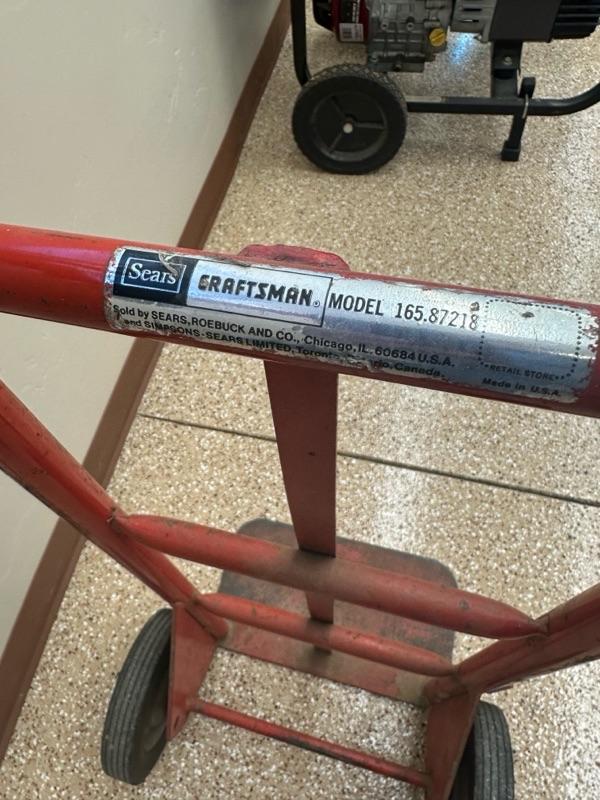 Sears
CRAFTSMAN®
MODEL 165.87218
Sold by SEARS, ROEBUCK AND CO., Chicago, IL. 60684 U.S.A.
and SIMPSONS-SEARS LIMITED, Canada.
RETAIL STORE
Made in U.S.A.